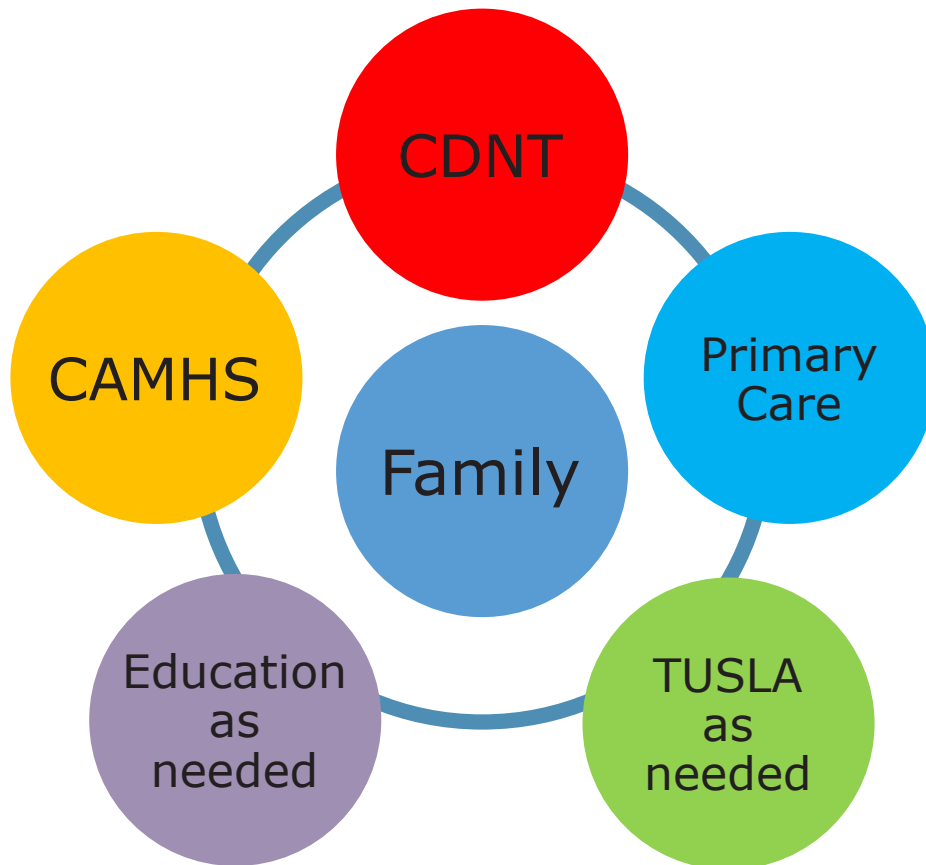 CDNT
CAMHS
Primary
Care
Family
Education
as
needed
TUSLA
as
needed